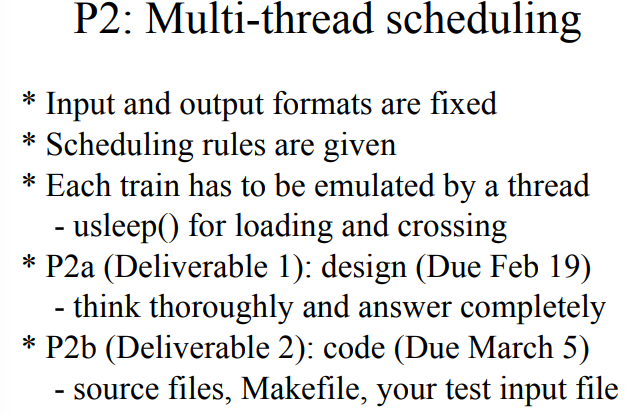 P2: Multi-thread scheduling
* Input and output formats are fixed
* Scheduling rules are given
* Each train has to be emulated by a thread
- usleep() for loading and crossing
* P2a (Deliverable 1): design (Due Feb 19)
- think thoroughly and answer completely
* P2b (Deliverable 2): code (Due March 5)
- source files, Makefile, your test input file